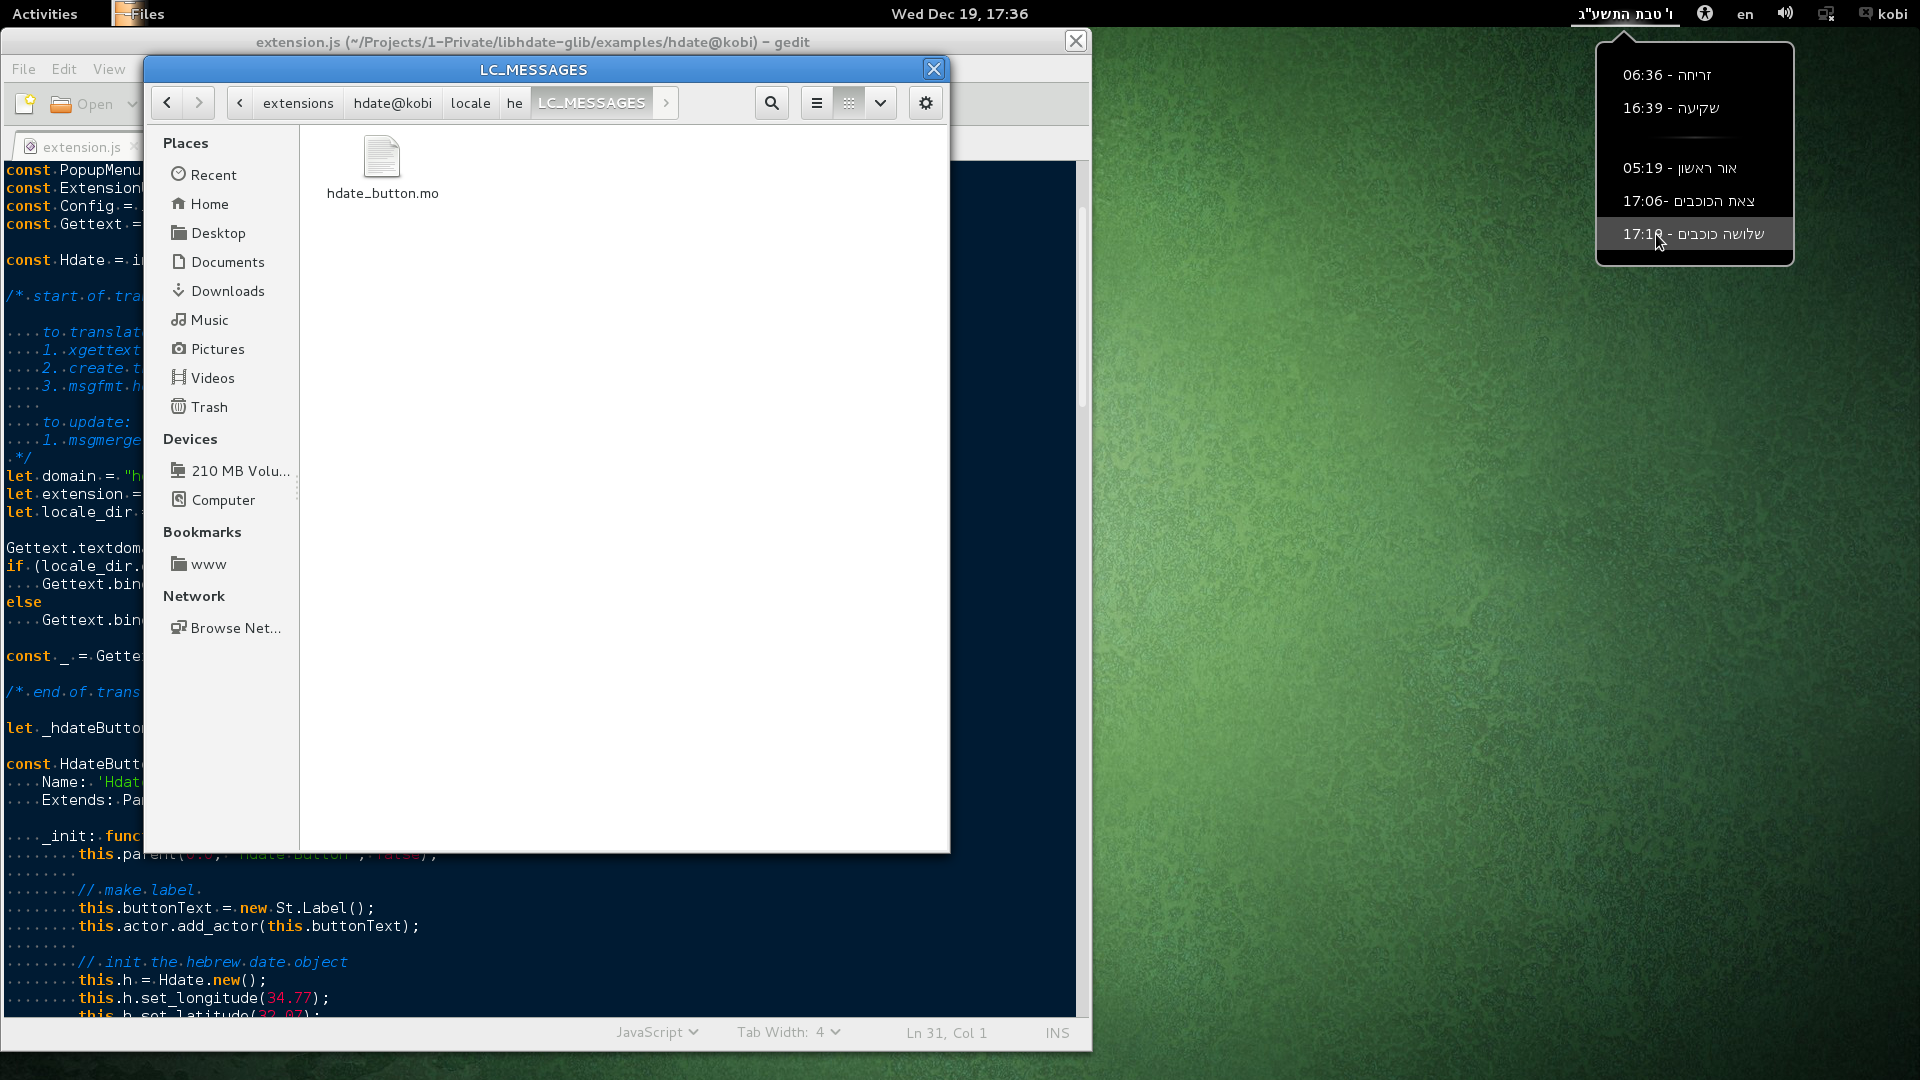 Activities
Files
Wed Dec 19, 17:36
ו' טבת התשע"ג
en
kobi
extension.js (~/Projects/1-Private/libhdate-glib/examples/hdate@kobi) - gedit
File Edit View
Open
extension.js
LC_MESSAGES
extensions
hdate@kobi
locale
he
LC_MESSAGES
Places
Recent
Home
Desktop
Documents
Downloads
Music
Pictures
Videos
Trash
Devices
210 MB Volu...
Computer
Bookmarks
www
Network
Browse Net...
hdate_button.mo
זריחה - 06:36
שקיעה - 16:39
אור ראשון - 05:19
צאת הכוכבים -17:06
שלושה כוכבים - 17:19
const PopupMenu
const Extension
const Config =
const Gettext =
const Hdate =
/* start of
to translat
1. xgettext
2. create
3. msgfmt
to update:
1. msgmerge
*/
let domain = "h
let extension =
let locale_dir
Gettext.textdom
if (locale_dir.
Gettext.bin
else
Gettext.bin
const _ = Gette
/* end of trans
let _hdateButto
const HdateButt
Name: 'Hdat
Extends: Pa
_init: func
this.parent(0.0, "Hdate Button", false);
// make label
this.buttonText = new St.Label();
this.actor.add_actor(this.buttonText);
// init the hebrew date object
this.h = Hdate.new();
this.h.set_longitude(34.77);
this.h.set_latitude(32.07);
JavaScript
Tab Width: 4
Ln 31, Col 1
INS